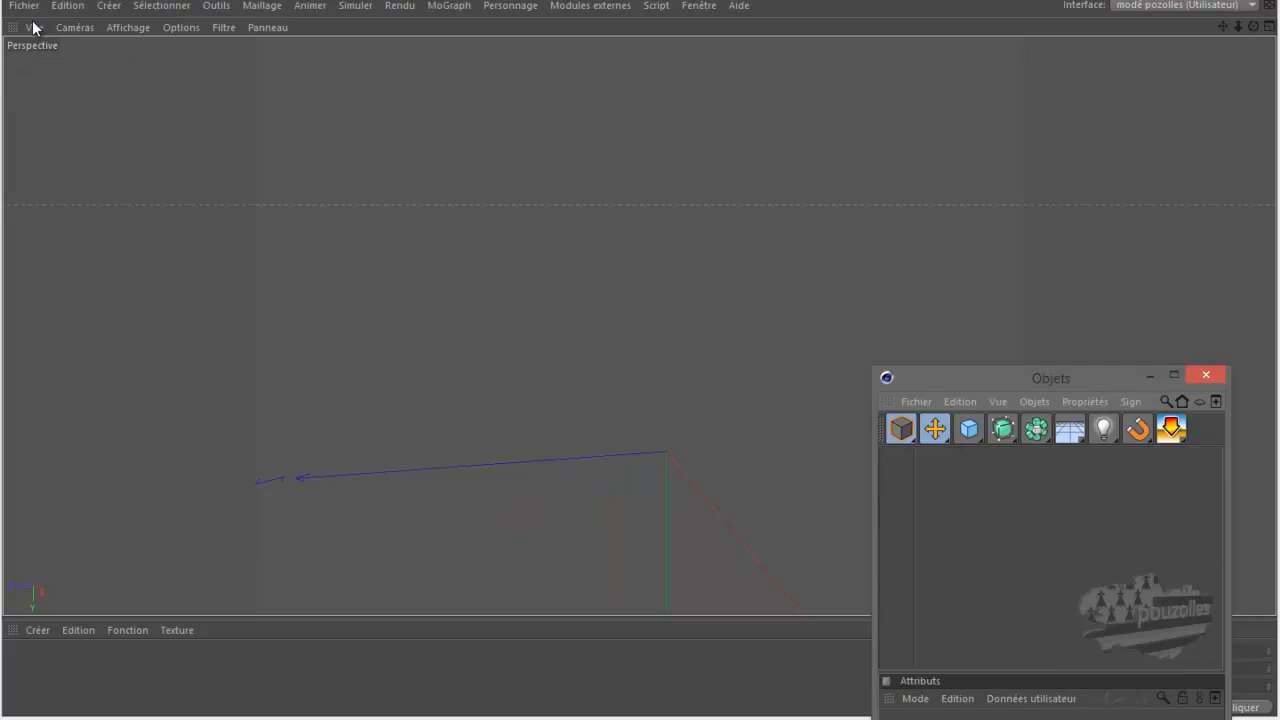 Fichier Edition Créer Sélectionner Outils Maillage Animer Simuler Rendu MoGraph Personnage Modules externes Script Fenêtre Aide Interface: modé pozolles (Utilisateur)
Caméras Affichage Options Filtre Panneau
Perspective
Objets
Fichier Edition Vue Objets Propriétés Sign
pouzolles
Y
Créer Edition Fonction Texture
Attributs
Mode Edition Données utilisateur
liquer